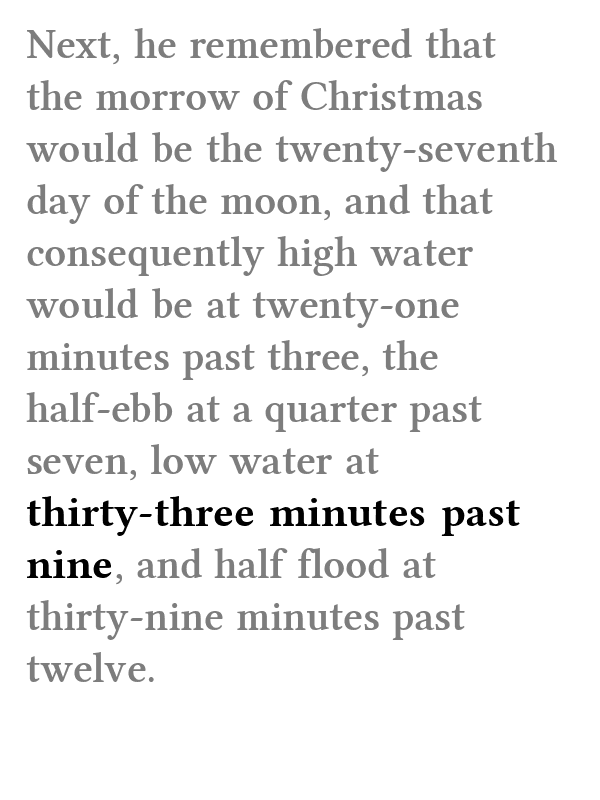 Next, he remembered that
the morrow of Christmas
would be the twenty-seventh
day of the moon, and that
consequently high water
would be at twenty-one
minutes past three, the
half-ebb at a quarter past
seven, low water at
thirty-three minutes past
nine, and half flood at
thirty-nine minutes past
twelve.